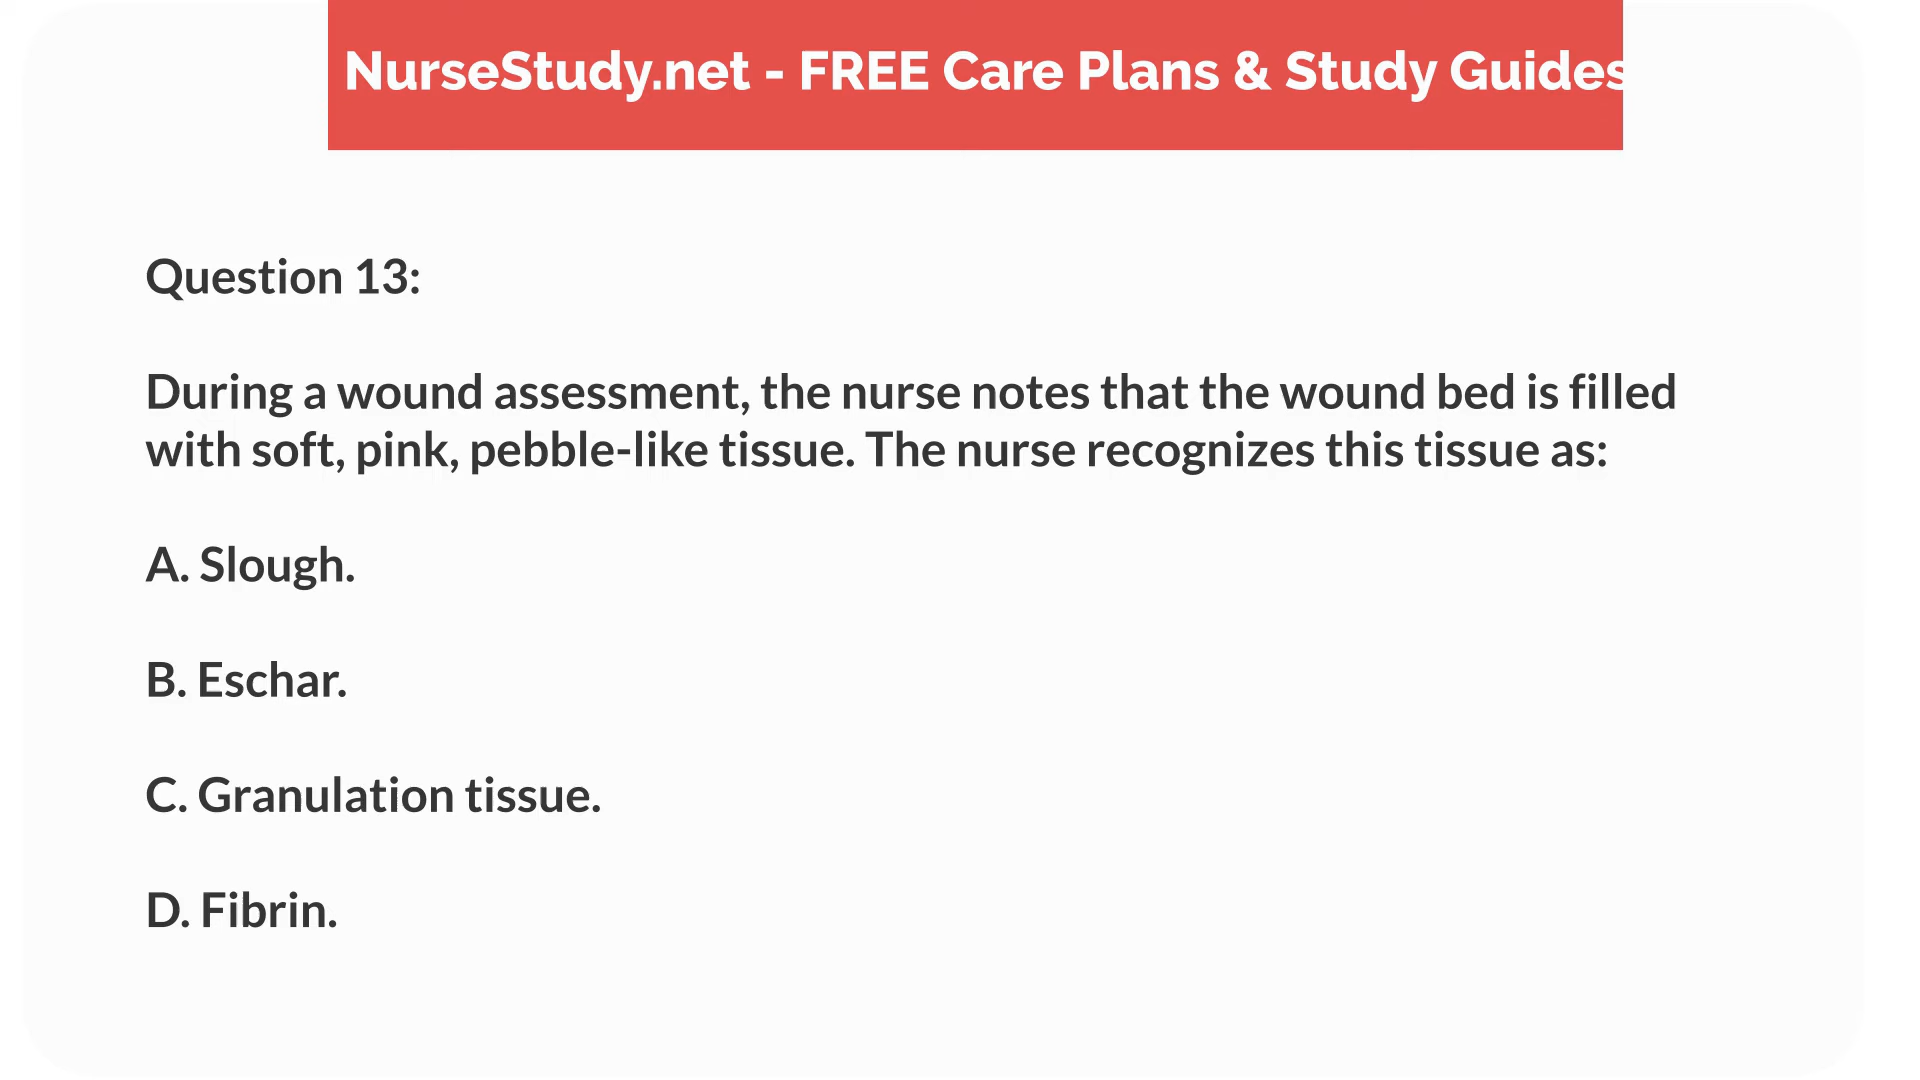 NurseStudy.net - FREE Care Plans & Study Guides
Question 13:
During a wound assessment, the nurse notes that the wound bed is filled
with soft, pink, pebble-like tissue. The nurse recognizes this tissue as:
A. Slough.
B. Eschar.
C. Granulation tissue.
D. Fibrin.